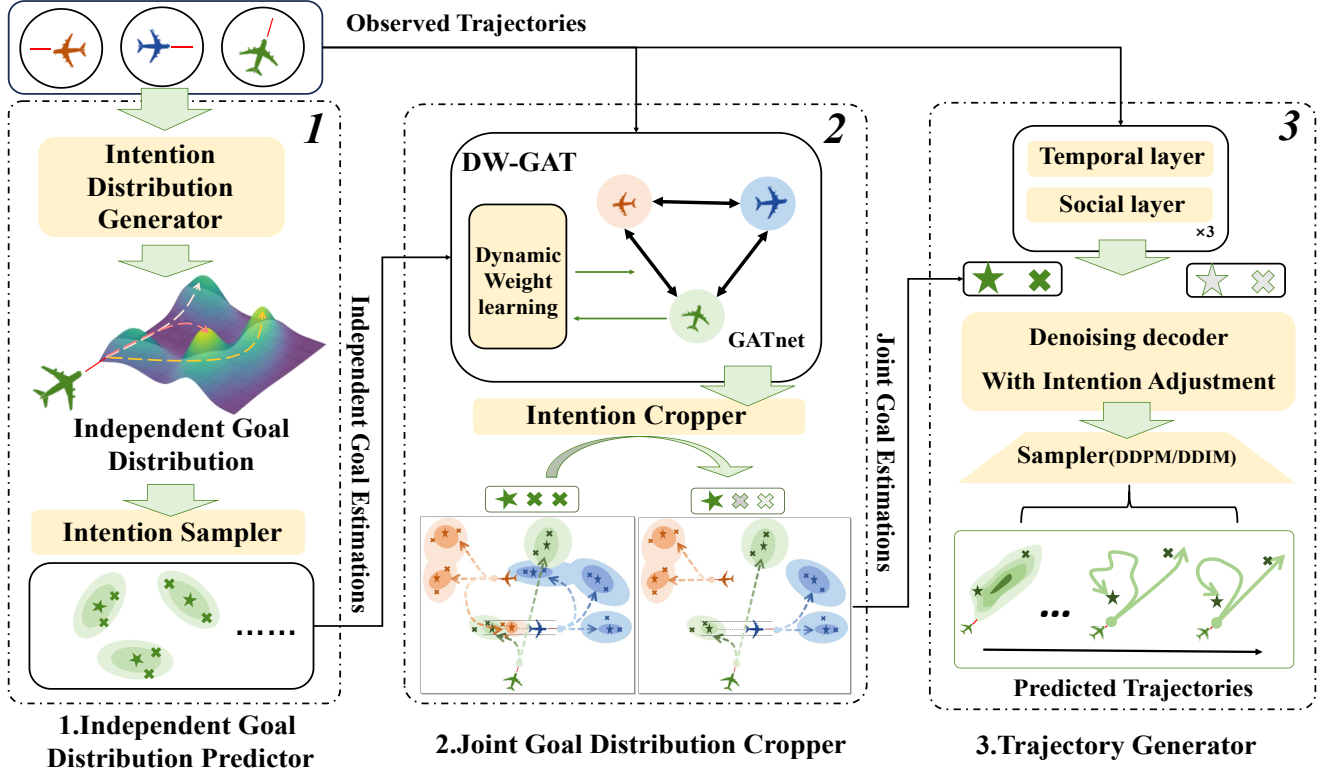 Observed Trajectories
1
Intention
Distribution
Generator
Independent Goal
Distribution
Intention Sampler
......
1.Independent Goal
Distribution Predictor
Independent Goal Estimations
2
DW-GAT
Dynamic
Weight
learning
GATnet
Intention Cropper
2.Joint Goal Distribution Cropper
Joint Goal Estimations
3
Temporal layer
Social layer
×3
Denoising decoder
With Intention Adjustment
Sampler(DDPM/DDIM)
...
Predicted Trajectories
3.Trajectory Generator